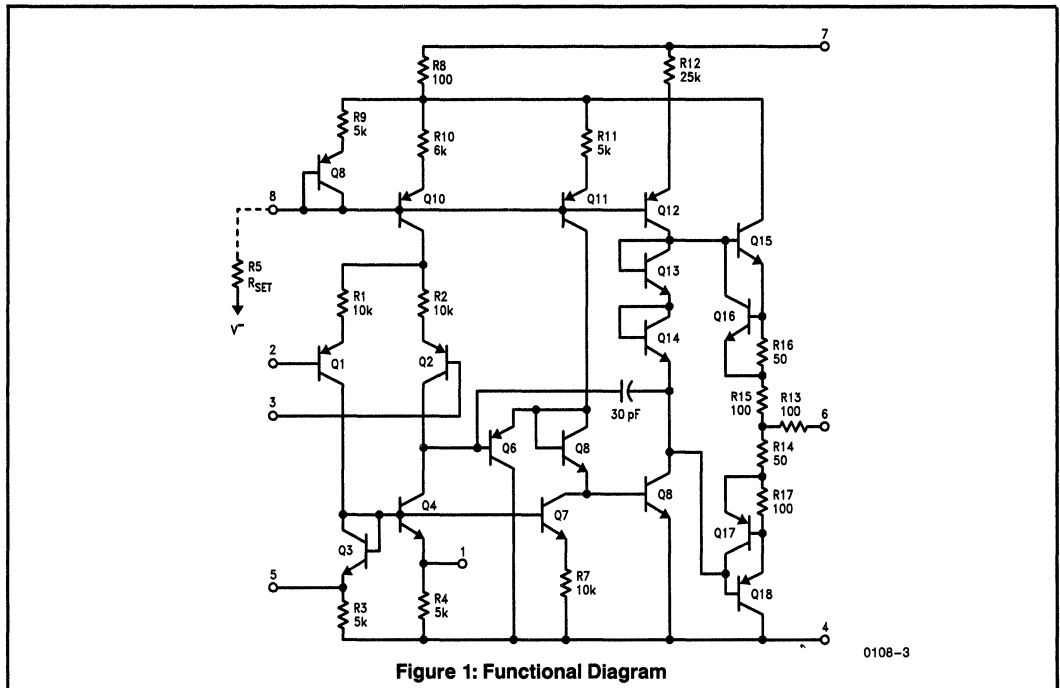 7
R8
100
R12
25k
R9
5k
R10
6k
R11
5k
Q8
8
Q10
Q11
Q12
Q15
R5
RSET
V−
Q13
R1
10k
R2
10k
Q16
Q14
R16
50
2
Q1
Q2
R15
100
R13
100
6
3
30 pF
R14
50
Q6
Q8
Q4
Q7
Q8
R17
100
Q17
Q3
1
5
R7
10k
Q18
R3
5k
R4
5k
4
0108-3
Figure 1: Functional Diagram